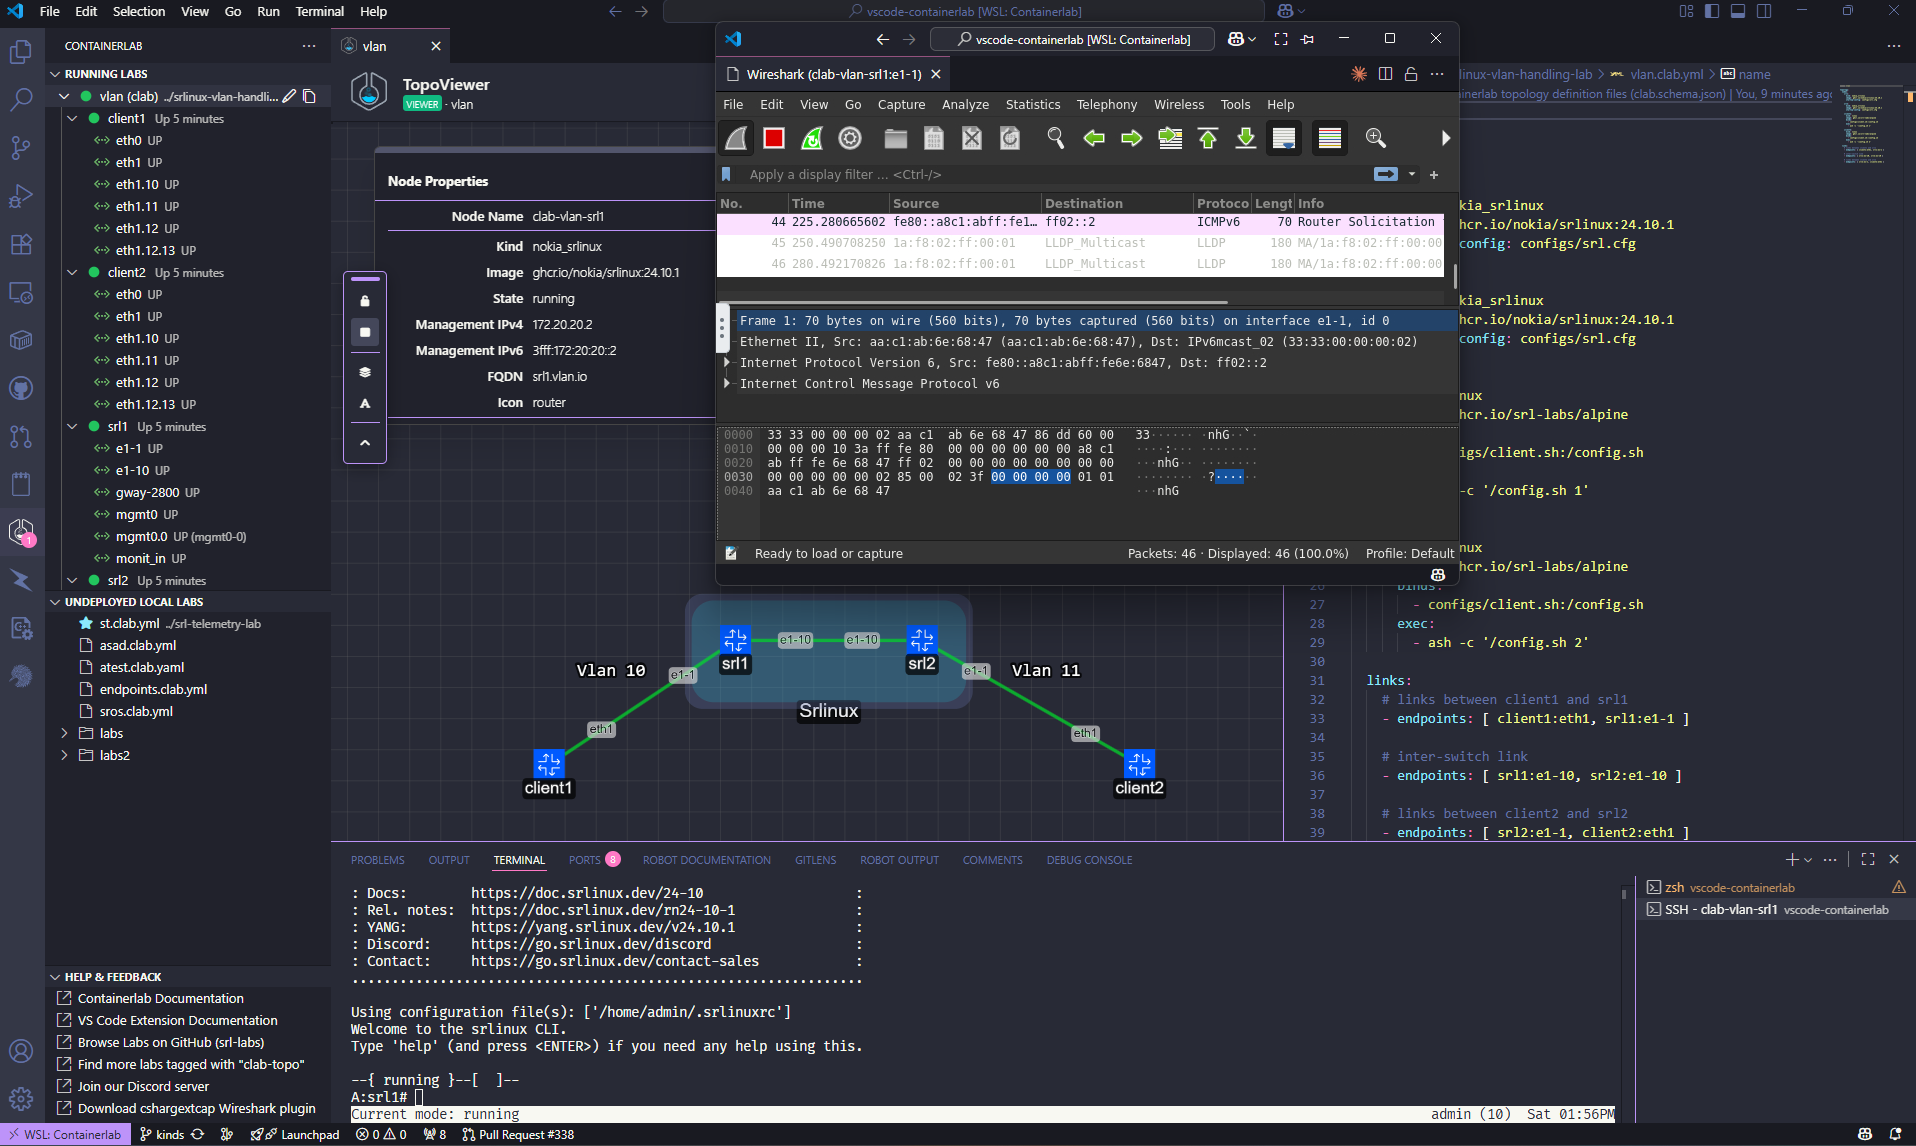 File Edit Selection View Go Run Terminal Help
vscode-containerlab [WSL: Containerlab]
CONTAINERLAB
RUNNING LABS
vlan (clab) ../srlinux-vlan-handli...
client1 Up 5 minutes
eth0 UP
eth1 UP
eth1.10 UP
eth1.11 UP
eth1.12 UP
eth1.12.13 UP
client2 Up 5 minutes
eth0 UP
eth1 UP
eth1.10 UP
eth1.11 UP
eth1.12 UP
eth1.12.13 UP
srl1 Up 5 minutes
e1-1 UP
e1-10 UP
gway-2800 UP
mgmt0 UP
mgmt0.0 UP (mgmt0-0)
monit_in UP
srl2 Up 5 minutes
1
UNDEPLOYED LOCAL LABS
st.clab.yml ../srl-telemetry-lab
asad.clab.yml
atest.clab.yaml
endpoints.clab.yml
sros.clab.yml
labs
labs2
HELP & FEEDBACK
Containerlab Documentation
VS Code Extension Documentation
Browse Labs on GitHub (srl-labs)
Find more labs tagged with "clab-topo"
Join our Discord server
Download cshargextcap Wireshark plugin
vlan
TopoViewer
VIEWER · vlan
Node Properties
Node Name clab-vlan-srl1
Kind nokia_srlinux
Image ghcr.io/nokia/srlinux:24.10.1
State running
Management IPv4 172.20.20.2
Management IPv6 3fff:172:20:20::2
FQDN srl1.vlan.io
Icon router
A
vscode-containerlab [WSL: Containerlab]
Wireshark (clab-vlan-srl1:e1-1)
File Edit View Go Capture Analyze Statistics Telephony Wireless Tools Help
Apply a display filter ... <Ctrl-/>
No. Time Source Destination Protoco Lengt Info
44 225.280665602 fe80::a8c1:abff:fe1... ff02::2 ICMPv6 70 Router Solicitation
45 250.490708250 1a:f8:02:ff:00:01 LLDP_Multicast LLDP 180 MA/1a:f8:02:ff:00:00
46 280.492170826 1a:f8:02:ff:00:01 LLDP_Multicast LLDP 180 MA/1a:f8:02:ff:00:00
Frame 1: 70 bytes on wire (560 bits), 70 bytes captured (560 bits) on interface e1-1, id 0
Ethernet II, Src: aa:c1:ab:6e:68:47 (aa:c1:ab:6e:68:47), Dst: IPv6mcast_02 (33:33:00:00:00:02)
Internet Protocol Version 6, Src: fe80::a8c1:abff:fe6e:6847, Dst: ff02::2
Internet Control Message Protocol v6
0000 33 33 00 00 00 02 aa c1 ab 6e 68 47 86 dd 60 00 33······ ·nhG··`·
0010 00 00 00 10 3a ff fe 80 00 00 00 00 00 00 a8 c1 ····:··· ········
0020 ab ff fe 6e 68 47 ff 02 00 00 00 00 00 00 00 00 ···nhG·· ········
0030 00 00 00 00 00 02 85 00 02 3f 00 00 00 00 01 01 ········ ·?······
0040 aa c1 ab 6e 68 47 ···nhG
Ready to load or capture
Packets: 46 · Displayed: 46 (100.0%) Profile: Default
Vlan 10
Vlan 11
e1-10
e1-10
srl1
srl2
e1-1
e1-1
Srlinux
eth1
eth1
client1
client2
linux-vlan-handling-lab > vlan.clab.yml > name
inerlab topology definition files (clab.schema.json) | You, 9 minutes ago
kia_srlinux
hcr.io/nokia/srlinux:24.10.1
config: configs/srl.cfg
kia_srlinux
hcr.io/nokia/srlinux:24.10.1
config: configs/srl.cfg
nux
hcr.io/srl-labs/alpine
igs/client.sh:/config.sh
-c '/config.sh 1'
nux
hcr.io/srl-labs/alpine
26 binds:
27 - configs/client.sh:/config.sh
28 exec:
29 - ash -c '/config.sh 2'
30
31 links:
32 # links between client1 and srl1
33 - endpoints: [ client1:eth1, srl1:e1-1 ]
34
35 # inter-switch link
36 - endpoints: [ srl1:e1-10, srl2:e1-10 ]
37
38 # links between client2 and srl2
39 - endpoints: [ srl2:e1-1, client2:eth1 ]
PROBLEMS OUTPUT TERMINAL PORTS 8 ROBOT DOCUMENTATION GITLENS ROBOT OUTPUT COMMENTS DEBUG CONSOLE
: Docs: https://doc.srlinux.dev/24-10 :
: Rel. notes: https://doc.srlinux.dev/rn24-10-1 :
: YANG: https://yang.srlinux.dev/v24.10.1 :
: Discord: https://go.srlinux.dev/discord :
: Contact: https://go.srlinux.dev/contact-sales :
................................................................
Using configuration file(s): ['/home/admin/.srlinuxrc']
Welcome to the srlinux CLI.
Type 'help' (and press <ENTER>) if you need any help using this.
--{ running }--[ ]--
A:srl1#
Current mode: running admin (10) Sat 01:56PM
zsh vscode-containerlab
SSH - clab-vlan-srl1 vscode-containerlab
WSL: Containerlab kinds Launchpad 0 0 8 Pull Request #338